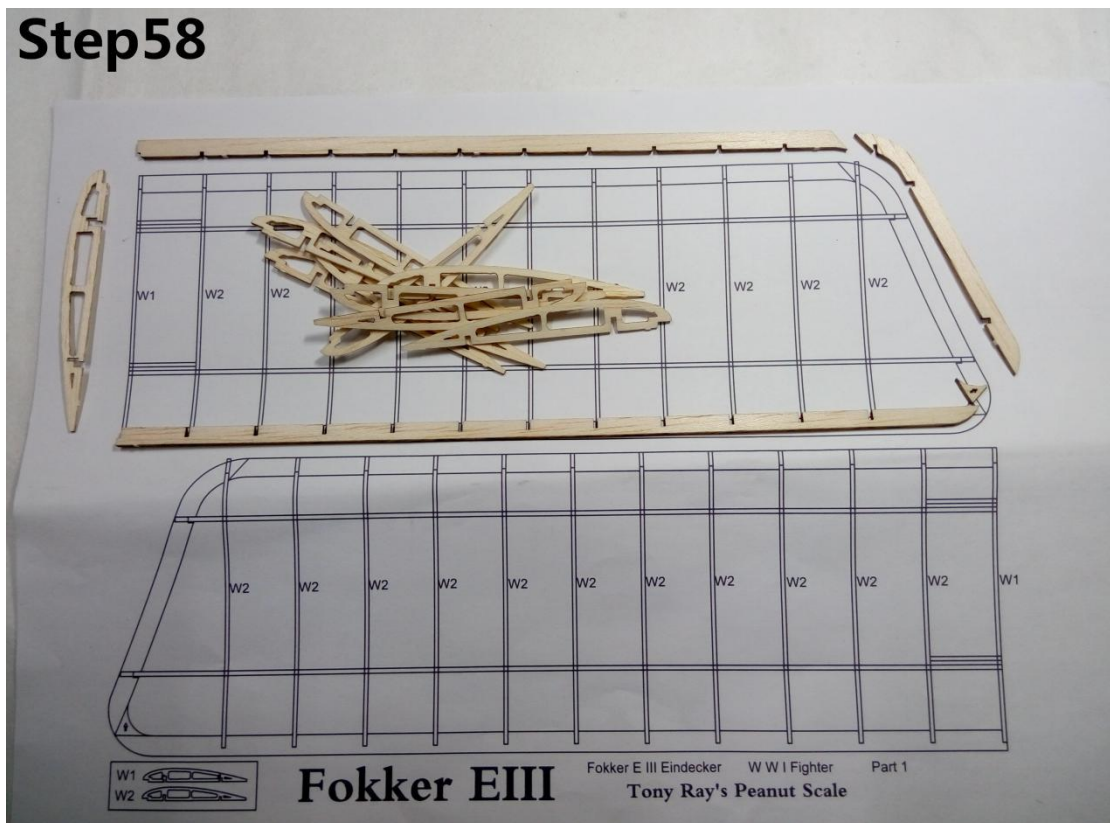 Step58
W1 W2 W2 W2 W2 W2 W2
W2 W2 W2 W2 W2 W2 W2 W2 W2 W2 W2 W1
W1
W2
Fokker EIII
Fokker E III Eindecker W W I Fighter Part 1
Tony Ray's Peanut Scale